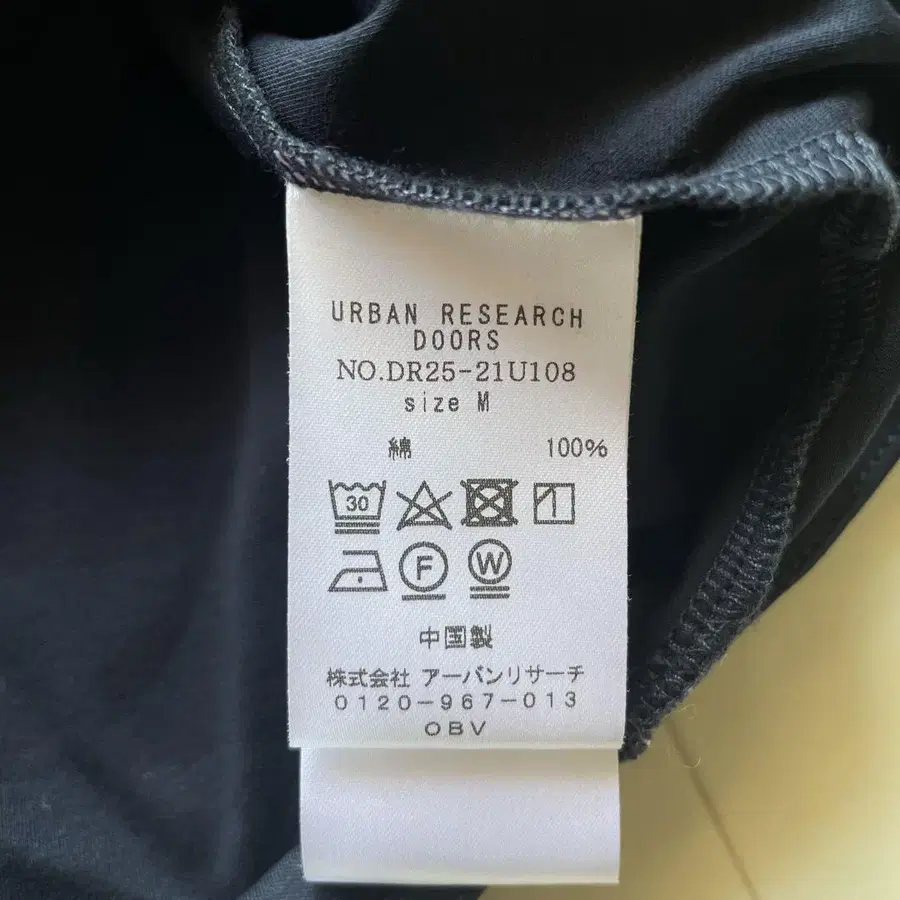 URBAN RESEARCH
DOORS
NO.DR25-21U108
size M
綿 100%
30
F W
中国製
株式会社 アーバンリサーチ
0120-967-013
OBV